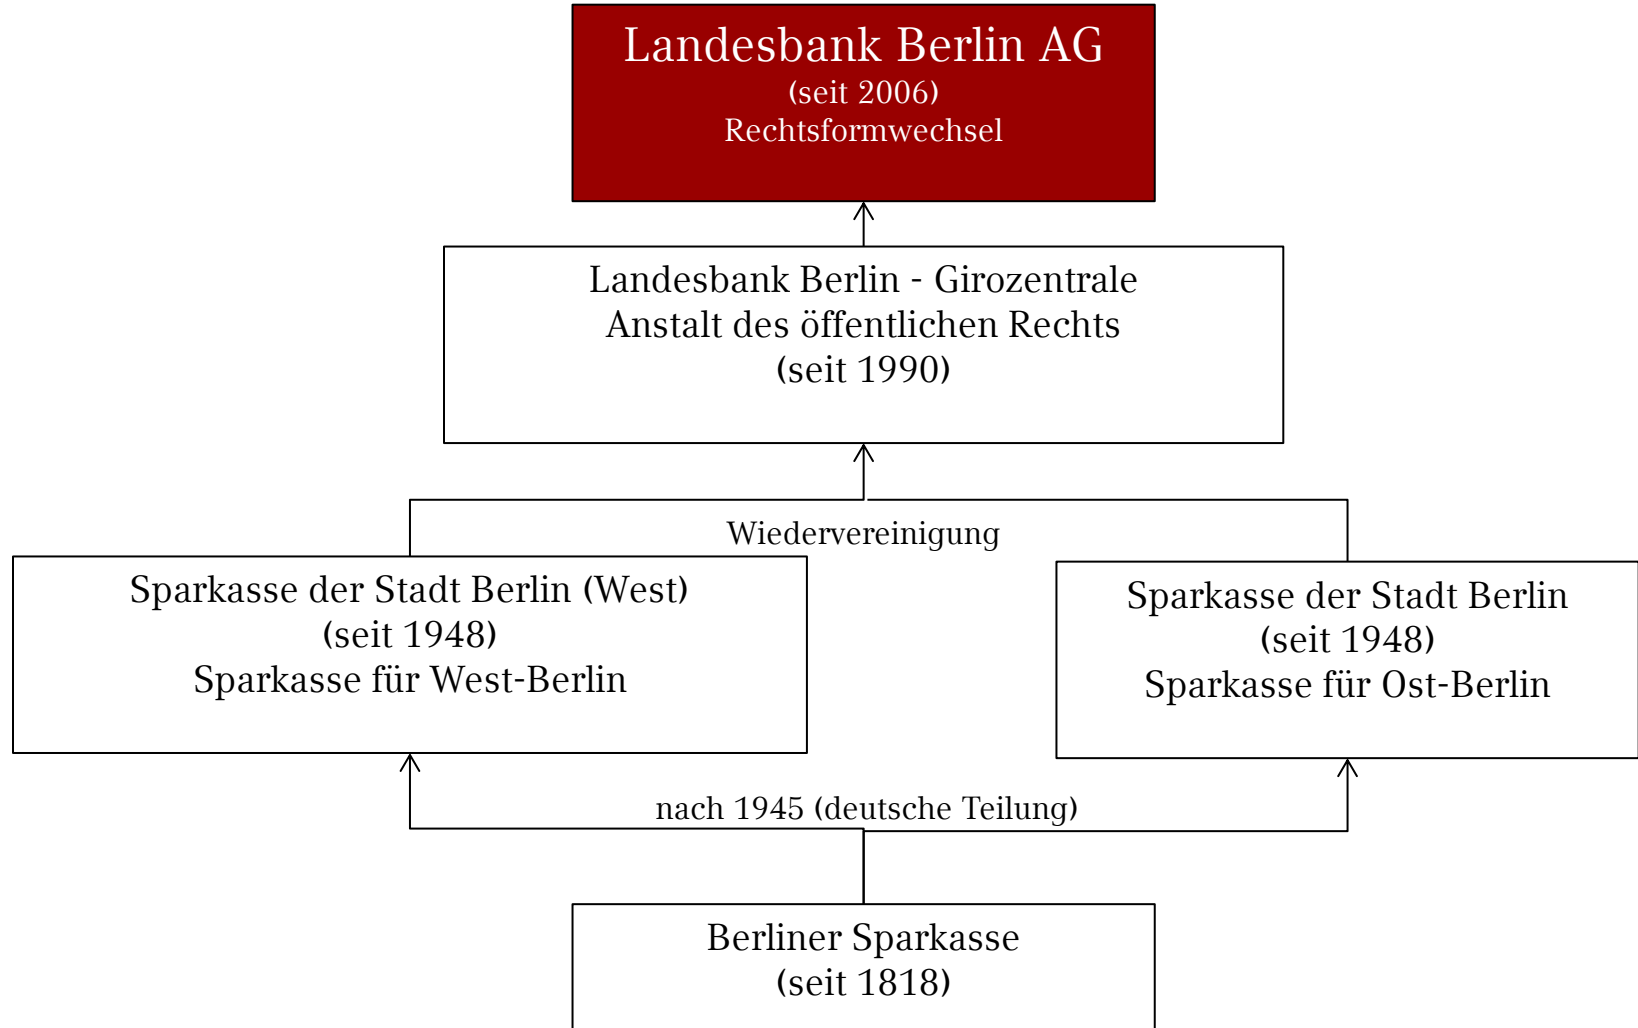 Landesbank Berlin AG
(seit 2006)
Rechtsformwechsel
Landesbank Berlin - Girozentrale
Anstalt des öffentlichen Rechts
(seit 1990)
Wiedervereinigung
Sparkasse der Stadt Berlin (West)
(seit 1948)
Sparkasse für West-Berlin
Sparkasse der Stadt Berlin
(seit 1948)
Sparkasse für Ost-Berlin
nach 1945 (deutsche Teilung)
Berliner Sparkasse
(seit 1818)